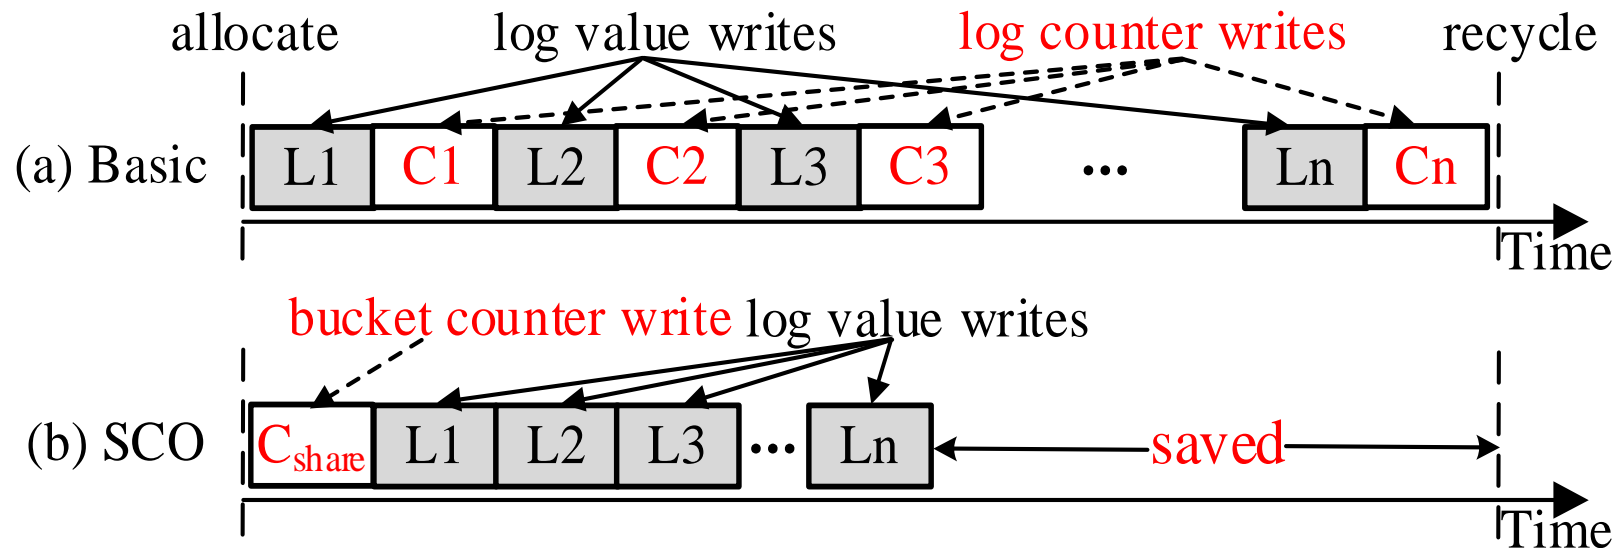 allocate log value writes log counter writes recycle
(a) Basic L1 C1 L2 C2 L3 C3 ... Ln Cn
Time
bucket counter write log value writes
(b) SCO Cshare L1 L2 L3 ... Ln saved
Time